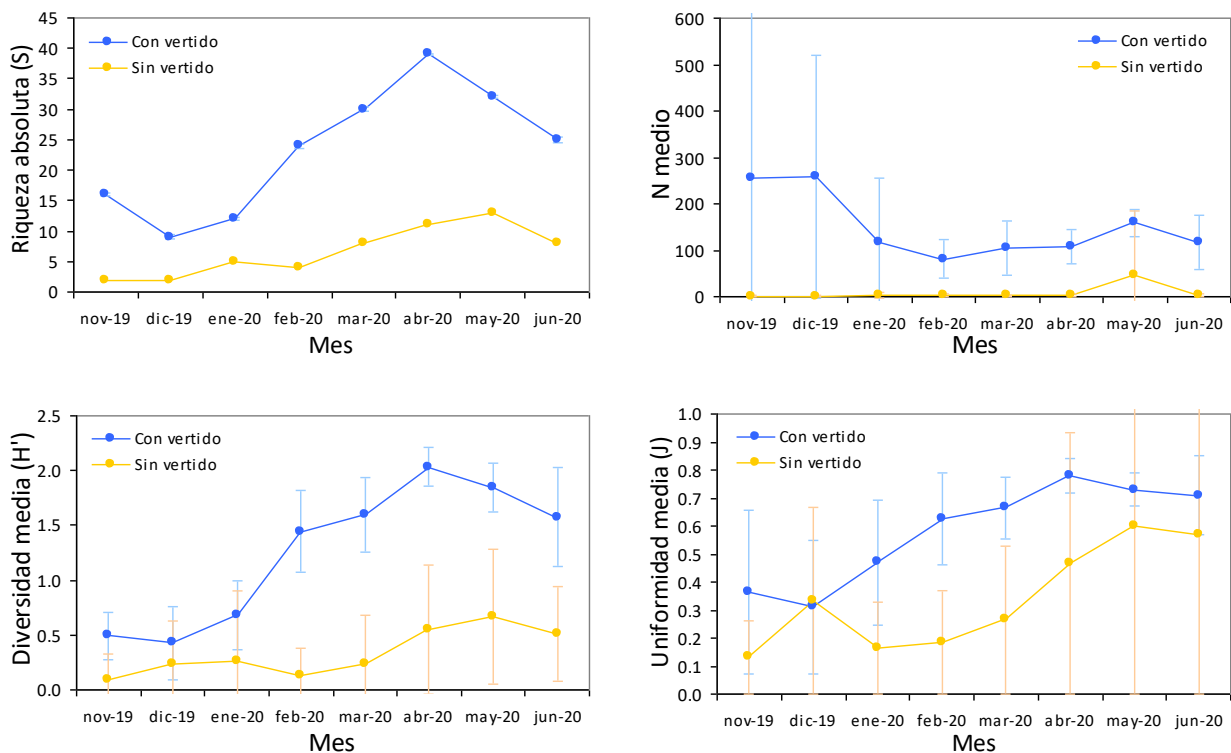 Riqueza absoluta (S)
45
40
35
30
25
20
15
10
5
0
Con vertido
Sin vertido
nov-19 dic-19 ene-20 feb-20 mar-20 abr-20 may-20 jun-20
Mes
N medio
600
500
400
300
200
100
0
Con vertido
Sin vertido
nov-19 dic-19 ene-20 feb-20 mar-20 abr-20 may-20 jun-20
Mes
Diversidad media (H')
2.5
2.0
1.5
1.0
0.5
0.0
Con vertido
Sin vertido
nov-19 dic-19 ene-20 feb-20 mar-20 abr-20 may-20 jun-20
Mes
Uniformidad media (J)
1.0
0.9
0.8
0.7
0.6
0.5
0.4
0.3
0.2
0.1
0.0
Con vertido
Sin vertido
nov-19 dic-19 ene-20 feb-20 mar-20 abr-20 may-20 jun-20
Mes